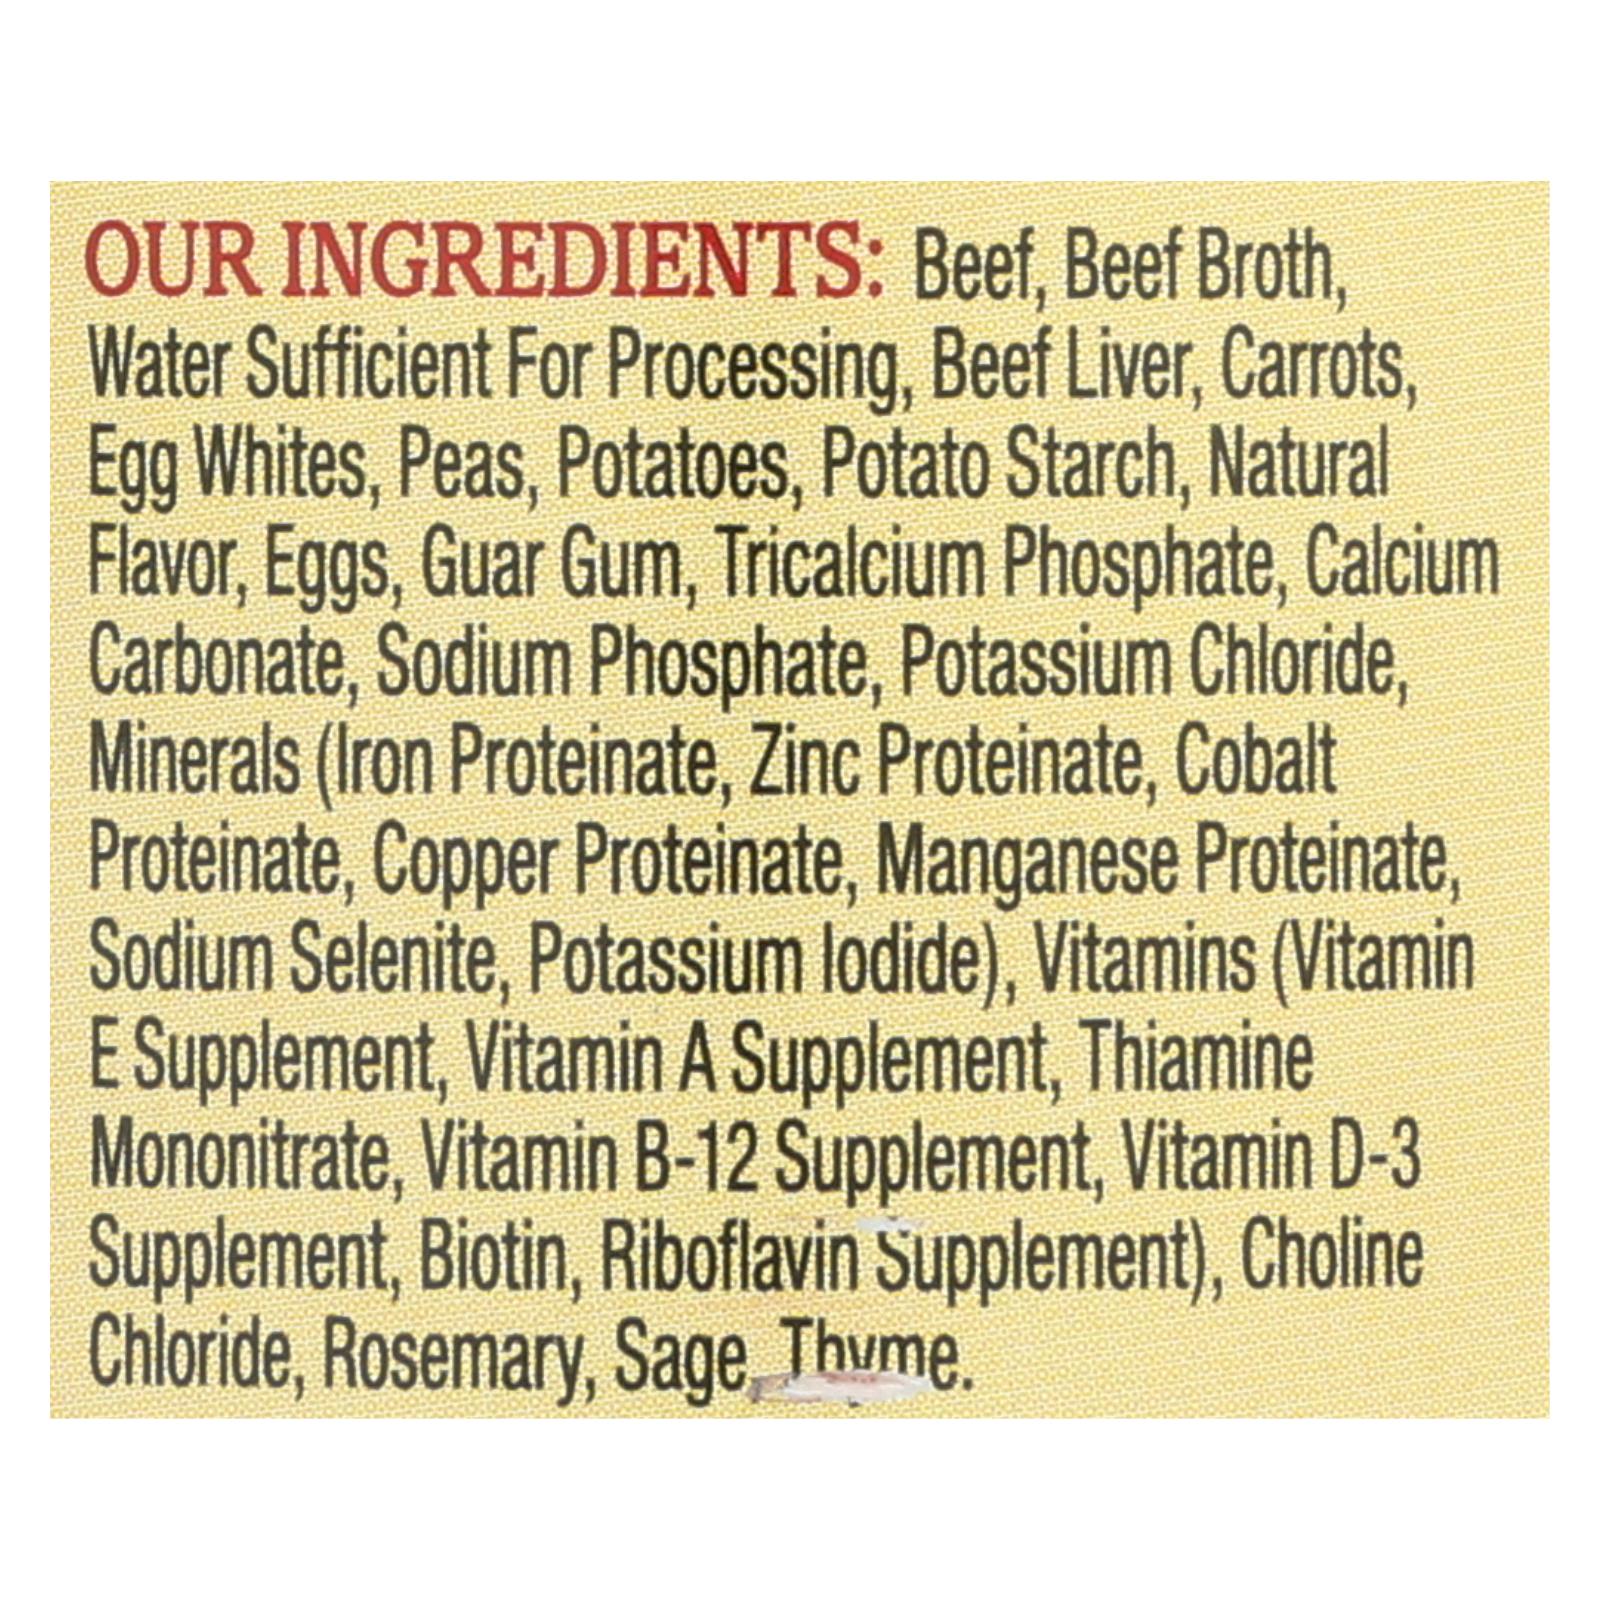 OUR INGREDIENTS: Beef, Beef Broth,
Water Sufficient For Processing, Beef Liver, Carrots,
Egg Whites, Peas, Potatoes, Potato Starch, Natural
Flavor, Eggs, Guar Gum, Tricalcium Phosphate, Calcium
Carbonate, Sodium Phosphate, Potassium Chloride,
Minerals (Iron Proteinate, Zinc Proteinate, Cobalt
Proteinate, Copper Proteinate, Manganese Proteinate,
Sodium Selenite, Potassium Iodide), Vitamins (Vitamin
E Supplement, Vitamin A Supplement, Thiamine
Mononitrate, Vitamin B-12 Supplement, Vitamin D-3
Supplement, Biotin, Riboflavin Supplement), Choline
Chloride, Rosemary, Sage, Thyme.